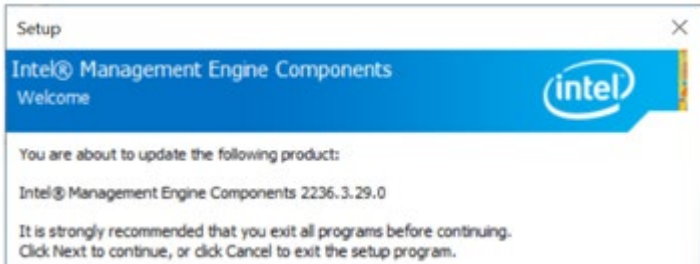 Setup
Intel® Management Engine Components
Welcome
intel
You are about to update the following product:
Intel® Management Engine Components 2236.3.29.0
It is strongly recommended that you exit all programs before continuing.
Click Next to continue, or click Cancel to exit the setup program.